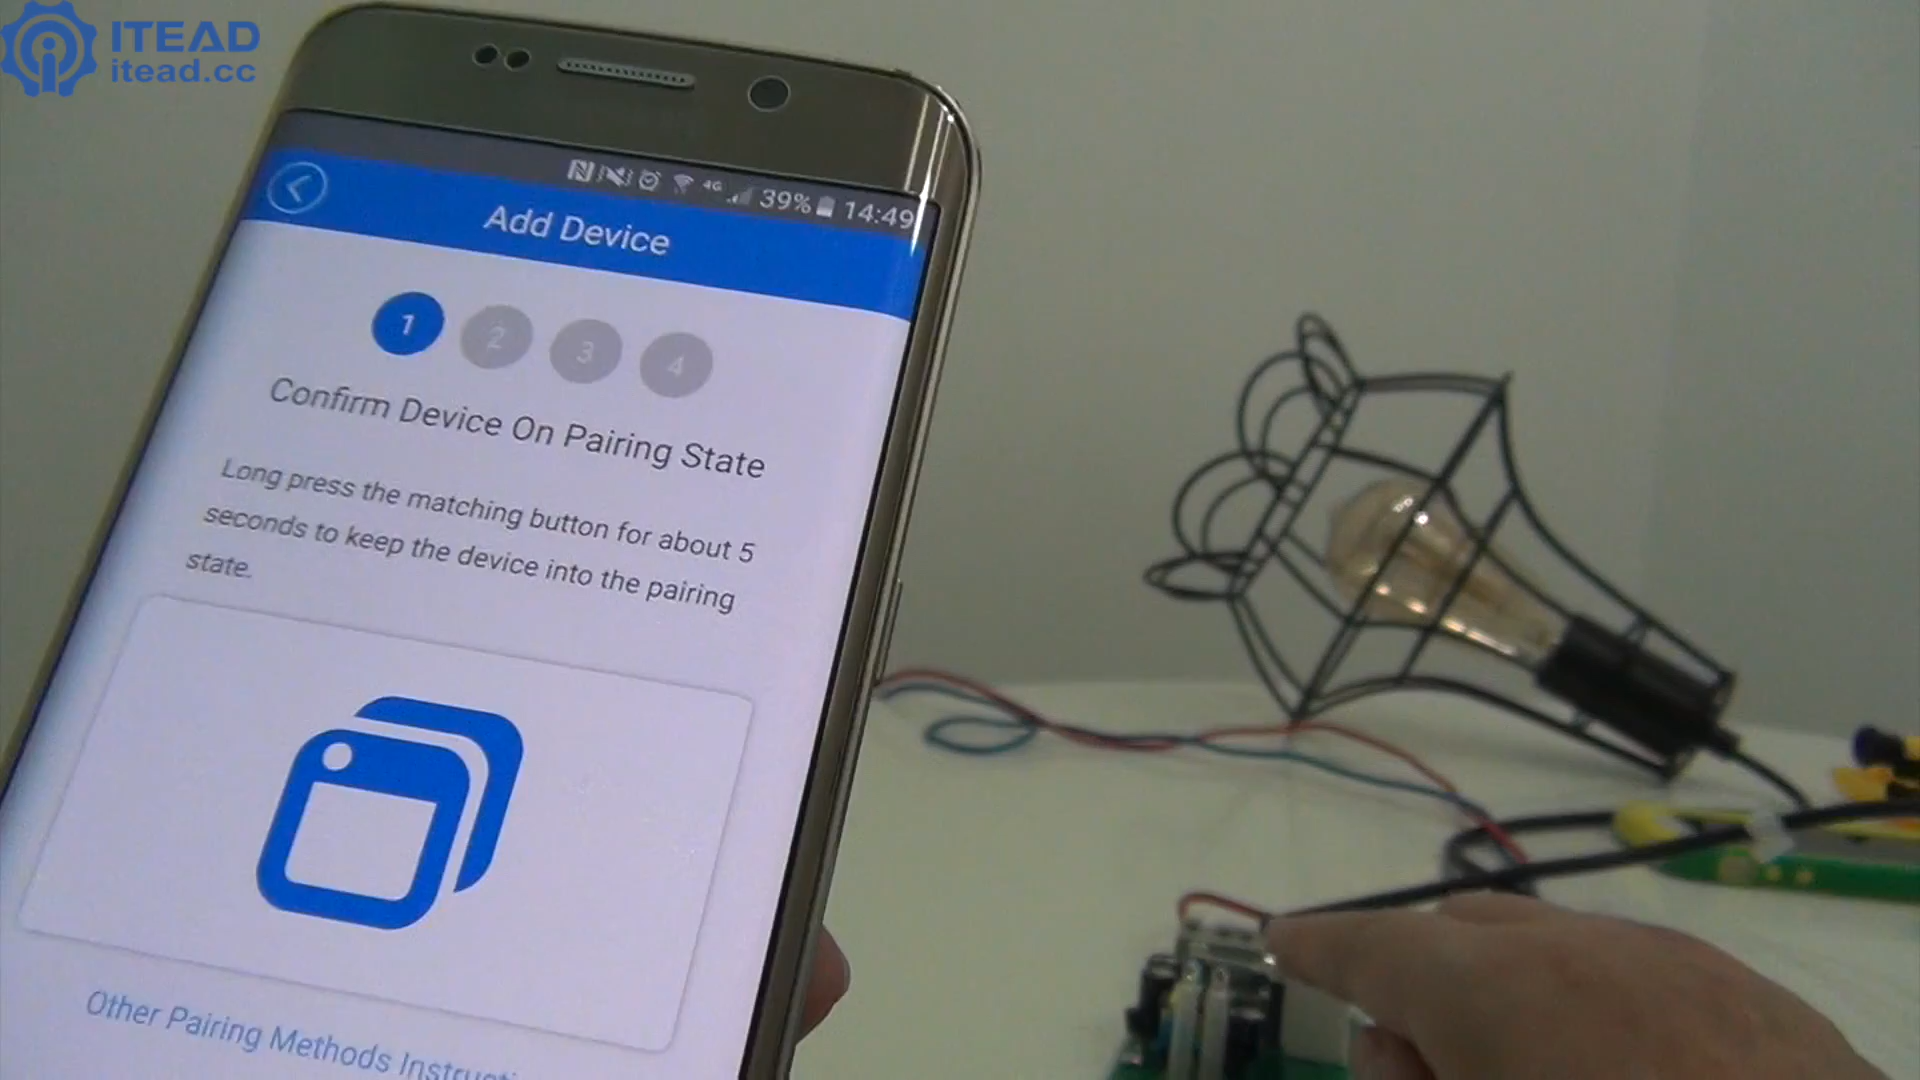 ITEAD
itead.cc
4G 39% 14:49
Add Device
1 2 3 4
Confirm Device On Pairing State
Long press the matching button for about 5
seconds to keep the device into the pairing
state.
Other Pairing Methods